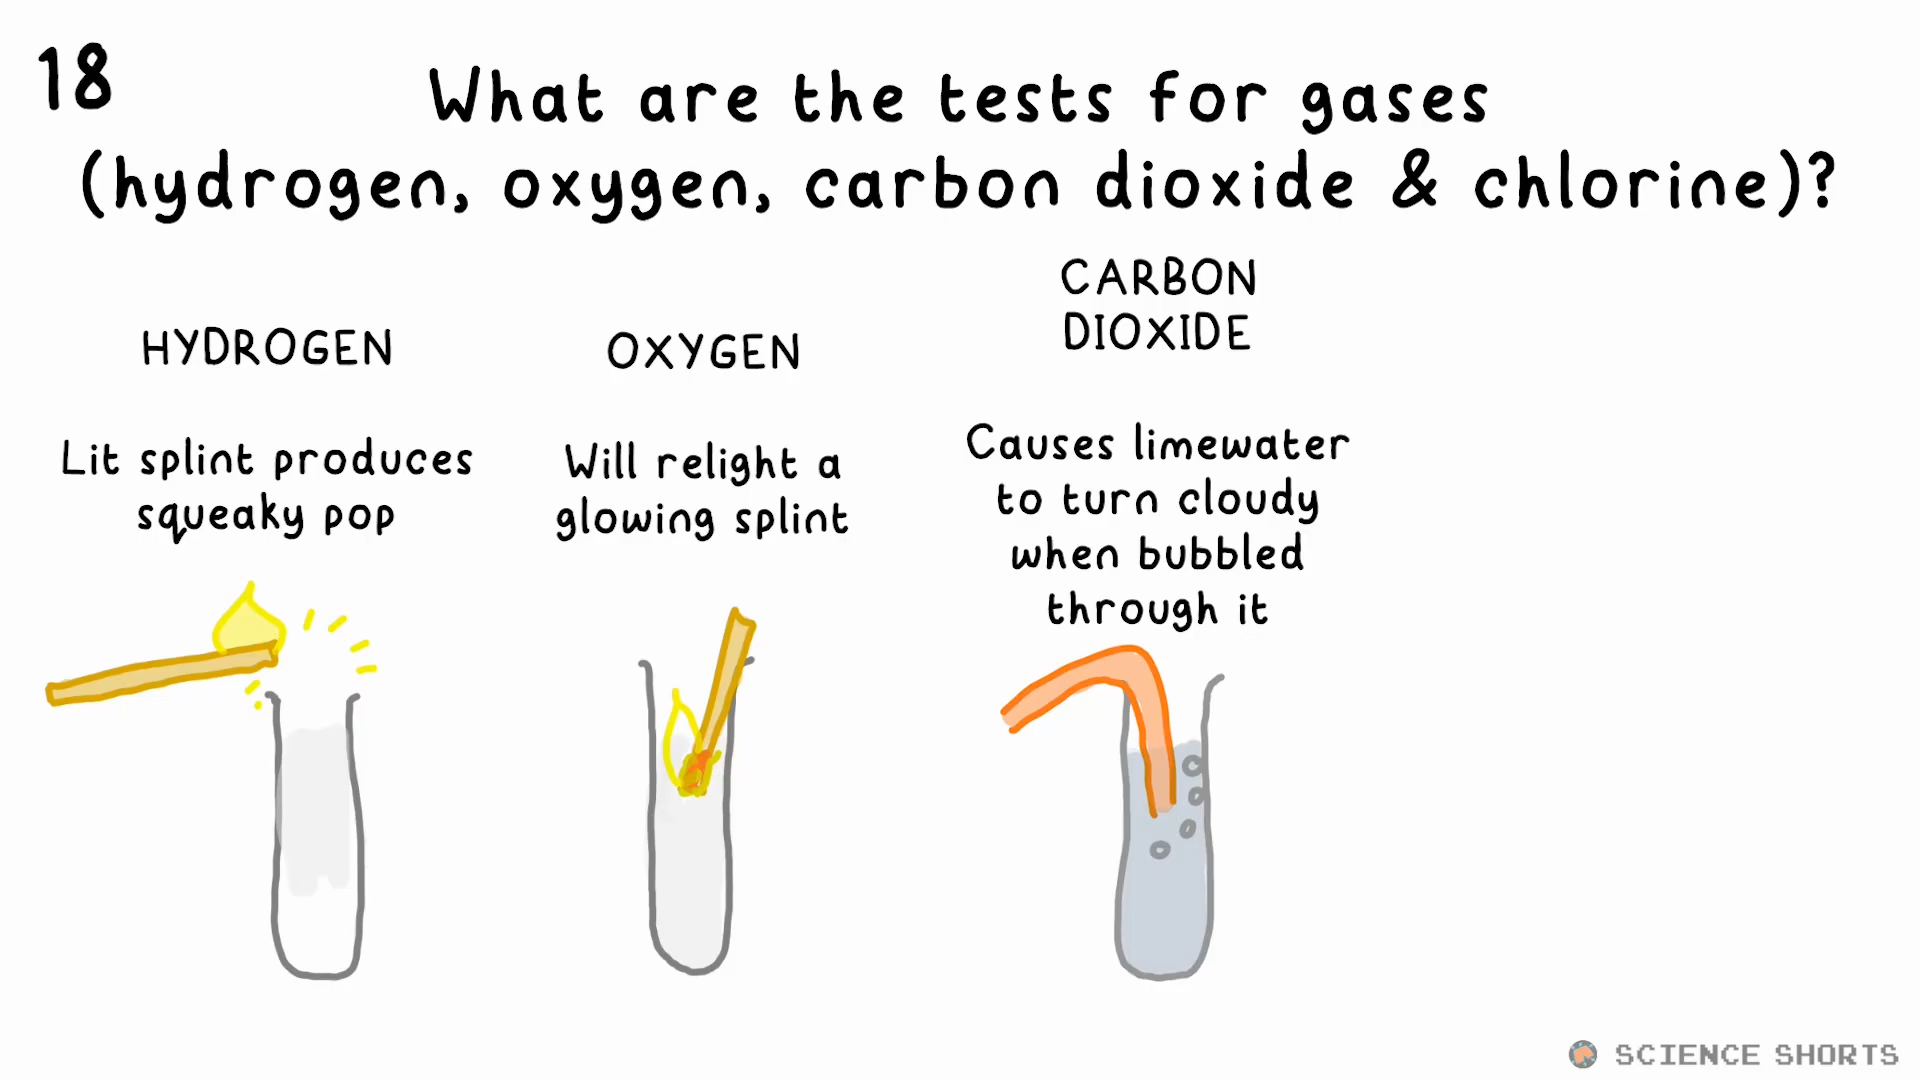 18
What are the tests for gases
(hydrogen, oxygen, carbon dioxide & chlorine)?
HYDROGEN
Lit splint produces
squeaky pop
OXYGEN
Will relight a
glowing splint
CARBON
DIOXIDE
Causes limewater
to turn cloudy
when bubbled
through it
SCIENCE SHORTS